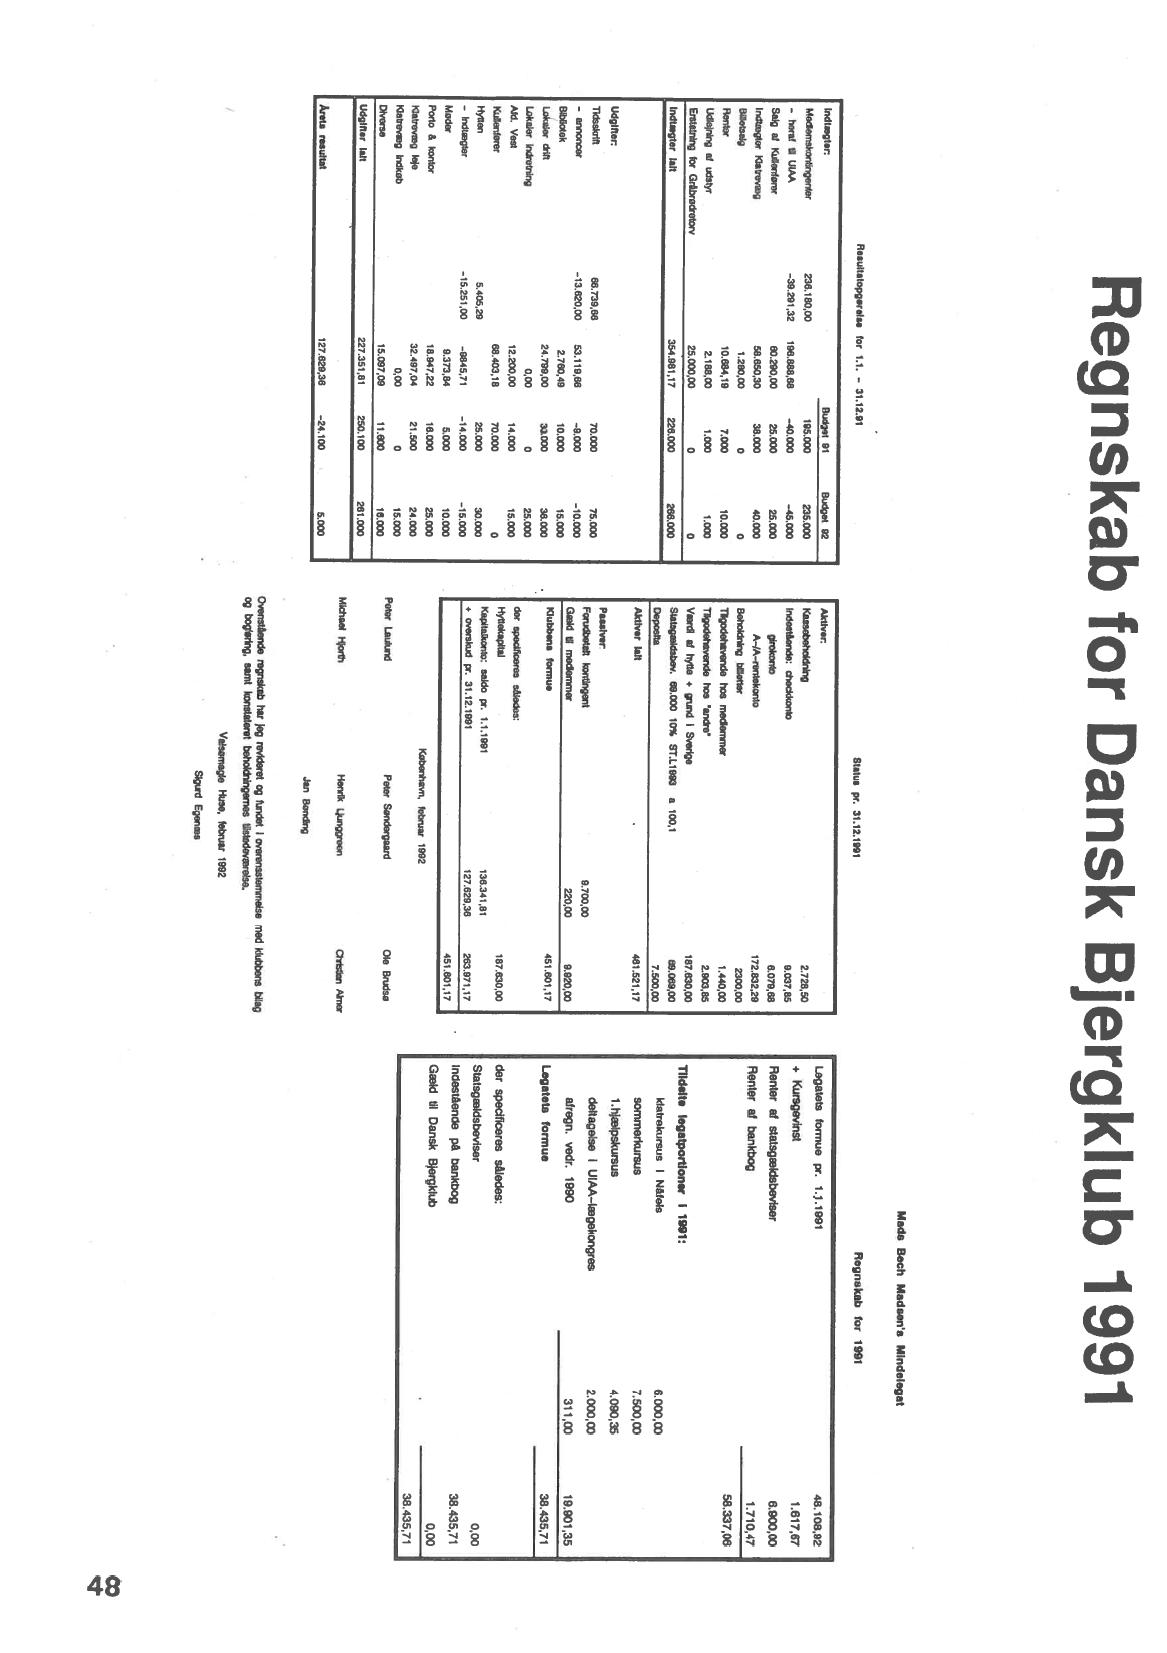 Regnskab for Dansk Bjergklub 1991
Resultatopgørelse for 1.1. - 31.12.91
Indtægter: Budget 91 Budget 92
Medlemskontingenter 236.180,00 195.000 235.000
- heraf til UIAA -39.291,32 196.888,68 -40.000 -45.000
Salg af Kullenfører 60.290,00 25.000 25.000
Indtægter Klatrevæg 58.650,30 38.000 40.000
Billetsalg 1.280,00 0 0
Renter 10.684,19 7.000 10.000
Udlejning af udstyr 2.188,00 1.000 1.000
Erstatning for Gråbrødretorv 25.000,00 0 0
Indtægter ialt 354.981,17 226.000 266.000
Udgifter:
Tidsskrift 66.739,66 70.000 75.000
- annoncer -13.620,00 53.119,66 -9.000 -10.000
Bibliotek 2.760,49 10.000 15.000
Lokaler drift 24.799,00 30.000 36.000
Lokaler indretning 0,00 0 25.000
Afd. Vest 12.200,00 14.000 15.000
Kullenfører 68.403,18 70.000 0
Hytten 5.405,29 25.000 30.000
- indtægter -15.251,00 -9845,71 -14.000 -15.000
Møder 9.373,84 5.000 10.000
Porto & kontor 18.947,22 16.000 25.000
Klatrevæg leje 32.497,04 21.500 24.000
Klatrevæg indkøb 0,00 0 15.000
Diverse 15.097,09 11.600 16.000
Udgifter ialt 227.351,81 250.100 261.000
Årets resultat 127.629,36 -24.100 5.000
Status pr. 31.12.1991
Aktiver:
Kassebeholdning 2.728,50
Indestående: checkkonto 9.037,85
girokonto 6.079,68
A-/A-rentekonto 172.832,29
Beholdning billetter 2300,00
Tilgodehavende hos medlemmer 1.440,00
Tilgodehavende hos "andre" 2.903,85
Værdi af hytte + grund i Sverige 187.630,00
Statsgældsbev. 69.000 10% ST.L1993 a 100,1 69.069,00
Deposita 7.500,00
Aktiver ialt 461.521,17
Passiver:
Forudbetalt kontingent 9.700,00
Gæld til medlemmer 220,00 9.920,00
Klubbens formue 451.601,17
der specificeres således:
Hyttekapital 187.630,00
Kapitalkonto: saldo pr. 1.1.1991 136.341,81
+ overskud pr. 31.12.1991 127.629,36 263.971,17
451.601,17
København, februar 1992
Peter Laulund Peter Søndergaard Ole Brudsø
Michael Hjorth Henrik Ljunggreen Christen Almer
Jan Bending
Ovenstående regnskab har jeg revideret og fundet i overensstemmelse med klubbens bilag
og bogføring, samt konstateret beholdningernes tilstedeværelse.
Valsømagle Huse, februar 1992
Sigurd Egenæs
Mads Bech Madsen's Mindelegat
Regnskab for 1991
Legatets formue pr. 1.1.1991 48.108,92
+ Kursgevinst 1.617,67
Renter af statsgældsbeviser 6.900,00
Renter af bankbog 1.710,47
58.337,06
Tildelte legatportioner i 1991:
klatrekursus i Näfels 6.000,00
sommerkursus 7.500,00
1.hjælpskursus 4.090,35
deltagelse i UIAA-lægekongres 2.000,00
afregn. vedr. 1990 311,00 19.901,35
Legatets formue 38.435,71
der specificeres således:
Statsgældsbeviser 0,00
Indestående på bankbog 38.435,71
Gæld til Dansk Bjergklub 0,00
38.435,71
48